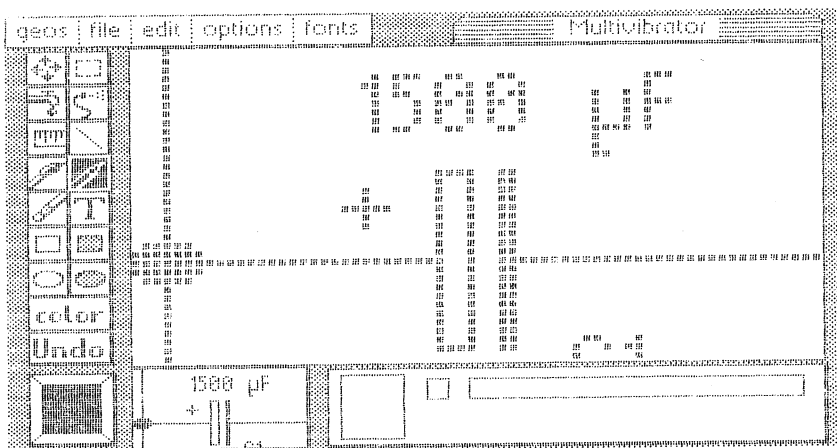 geos file edit options fonts Multivibrator
1500 µF
T
color
Undo
1500 µF
+